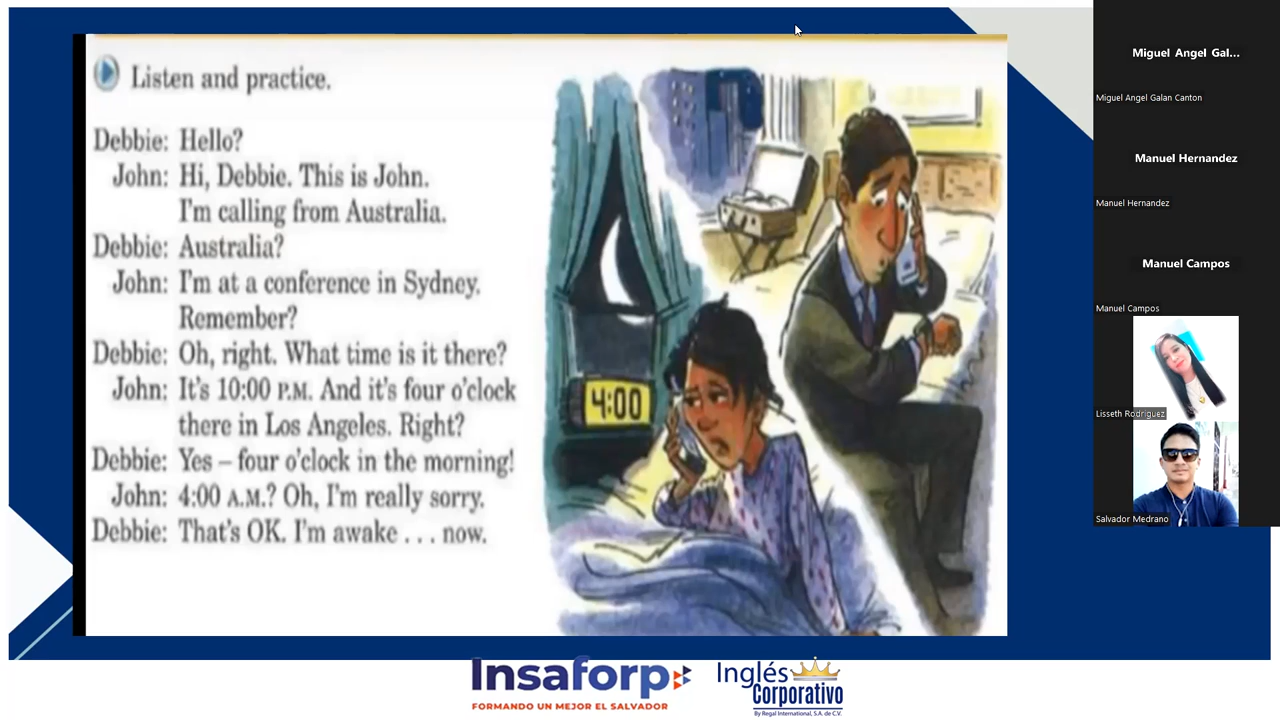 Listen and practice.
Debbie: Hello?
John: Hi, Debbie. This is John.
I'm calling from Australia.
Debbie: Australia?
John: I'm at a conference in Sydney.
Remember?
Debbie: Oh, right. What time is it there?
John: It's 10:00 P.M. And it's four o'clock
there in Los Angeles. Right?
Debbie: Yes – four o'clock in the morning!
John: 4:00 A.M.? Oh, I'm really sorry.
Debbie: That's OK. I'm awake . . . now.
4:00
Miguel Angel Gal...
Miguel Angel Galan Canton
Manuel Hernandez
Manuel Hernandez
Manuel Campos
Manuel Campos
Lisseth Rodriguez
Salvador Medrano
Insaforp
FORMANDO UN MEJOR EL SALVADOR
Inglés
Corporativo
By Regal International, S.A. de C.V.